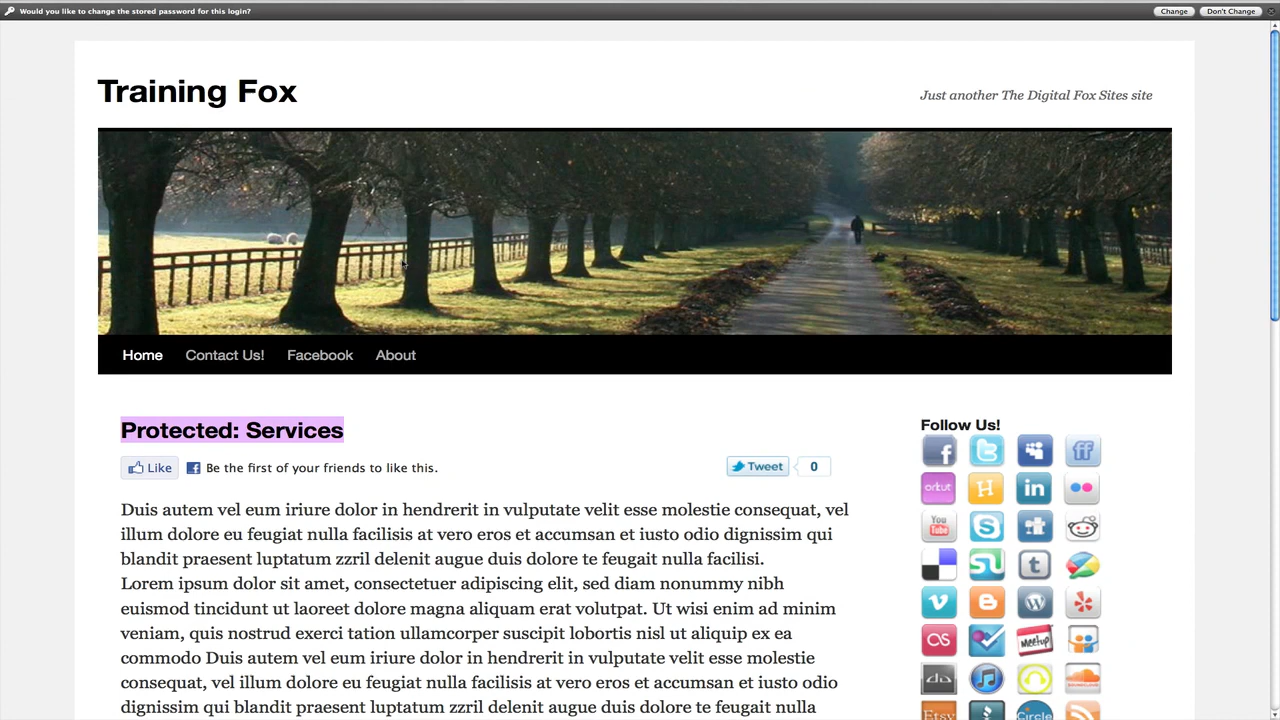 Would you like to change the stored password for this login?
Change
Don't Change
Training Fox
Just another The Digital Fox Sites site
Home
Contact Us!
Facebook
About
Protected: Services
Like
Be the first of your friends to like this.
Tweet
0
Duis autem vel eum iriure dolor in hendrerit in vulputate velit esse molestie consequat, vel
illum dolore eu feugiat nulla facilisis at vero eros et accumsan et iusto odio dignissim qui
blandit praesent luptatum zzril delenit augue duis dolore te feugait nulla facilisi.
Lorem ipsum dolor sit amet, consectetuer adipiscing elit, sed diam nonummy nibh
euismod tincidunt ut laoreet dolore magna aliquam erat volutpat. Ut wisi enim ad minim
veniam, quis nostrud exerci tation ullamcorper suscipit lobortis nisl ut aliquip ex ea
commodo Duis autem vel eum iriure dolor in hendrerit in vulputate velit esse molestie
consequat, vel illum dolore eu feugiat nulla facilisis at vero eros et accumsan et iusto odio
dignissim qui blandit praesent luptatum zzril delenit augue duis dolore te feugait nulla
Follow Us!
f
t
ff
orkut
H
in
You
Tube
S
t
W
as
Meetup
da
Etsy
Circle